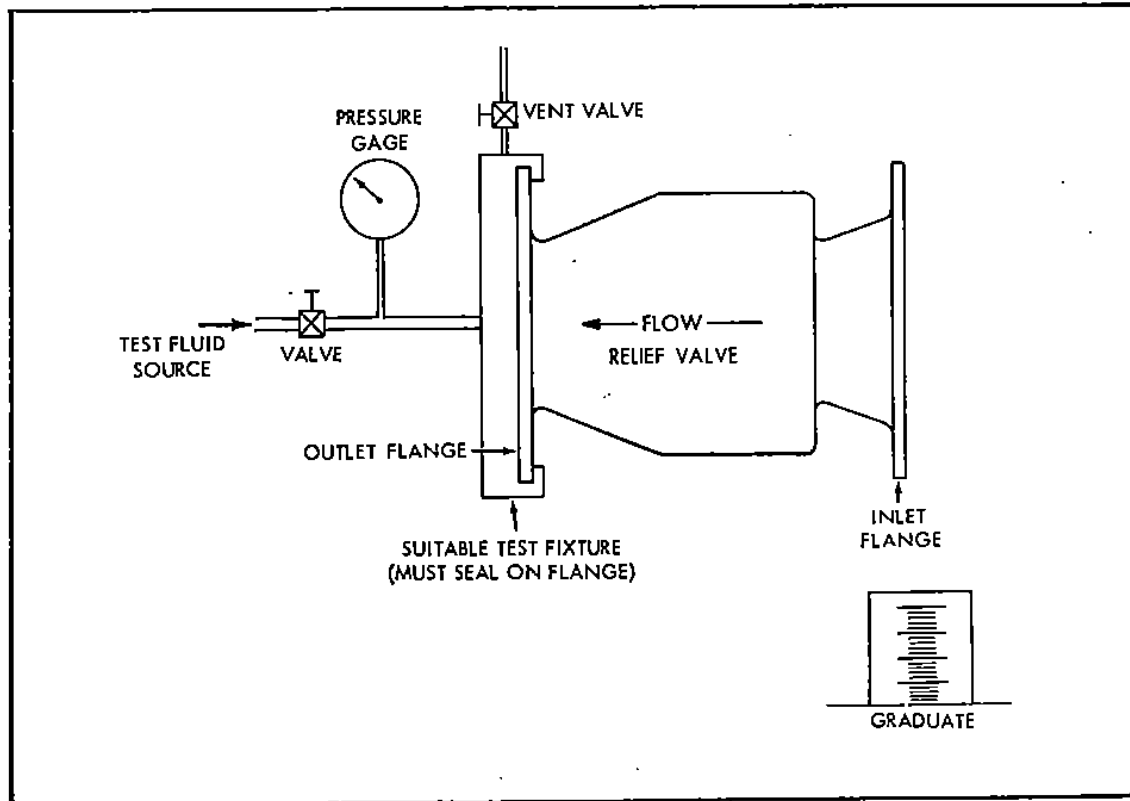 VENT VALVE
PRESSURE
GAGE
TEST FLUID
SOURCE
VALVE
FLOW
RELIEF VALVE
OUTLET FLANGE
SUITABLE TEST FIXTURE
(MUST SEAL ON FLANGE)
INLET
FLANGE
GRADUATE